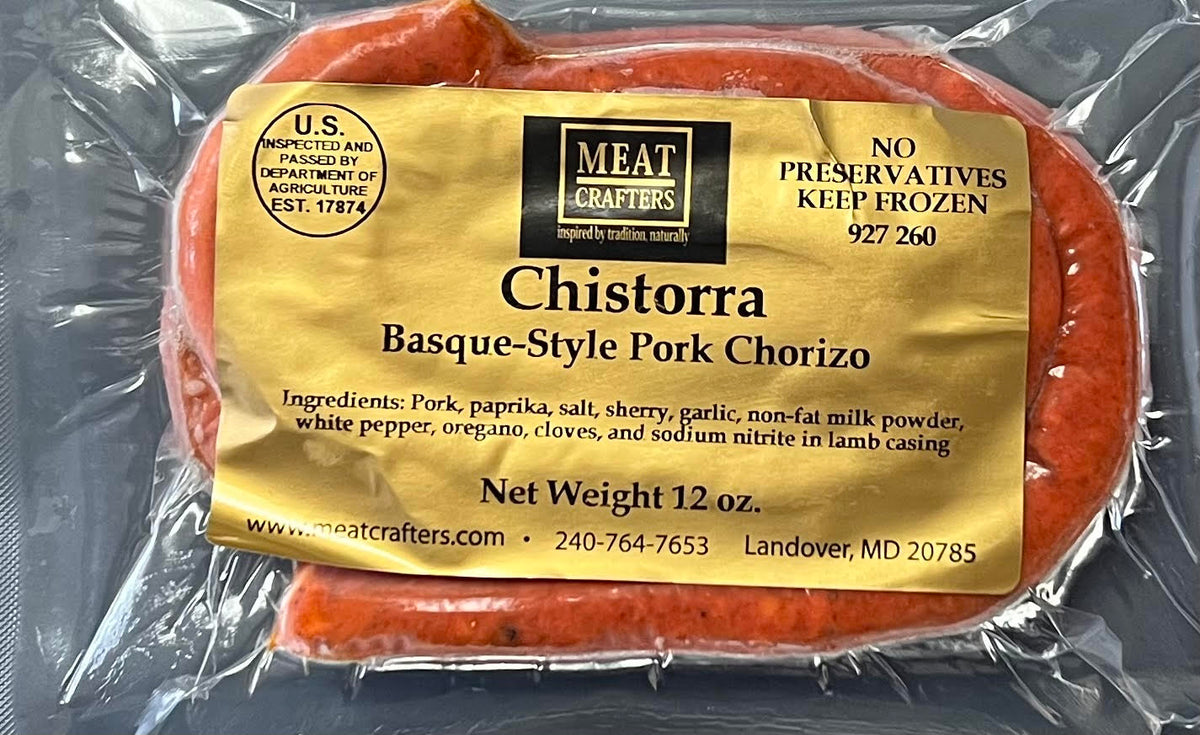 U.S.
INSPECTED AND
PASSED BY
DEPARTMENT OF
AGRICULTURE
EST. 17874
MEAT
CRAFTERS
inspired by tradition, naturally
NO
PRESERVATIVES
KEEP FROZEN
927 260
Chistorra
Basque-Style Pork Chorizo
Ingredients: Pork, paprika, salt, sherry, garlic, non-fat milk powder,
white pepper, oregano, cloves, and sodium nitrite in lamb casing
Net Weight 12 oz.
www.meatcrafters.com • 240-764-7653 Landover, MD 20785